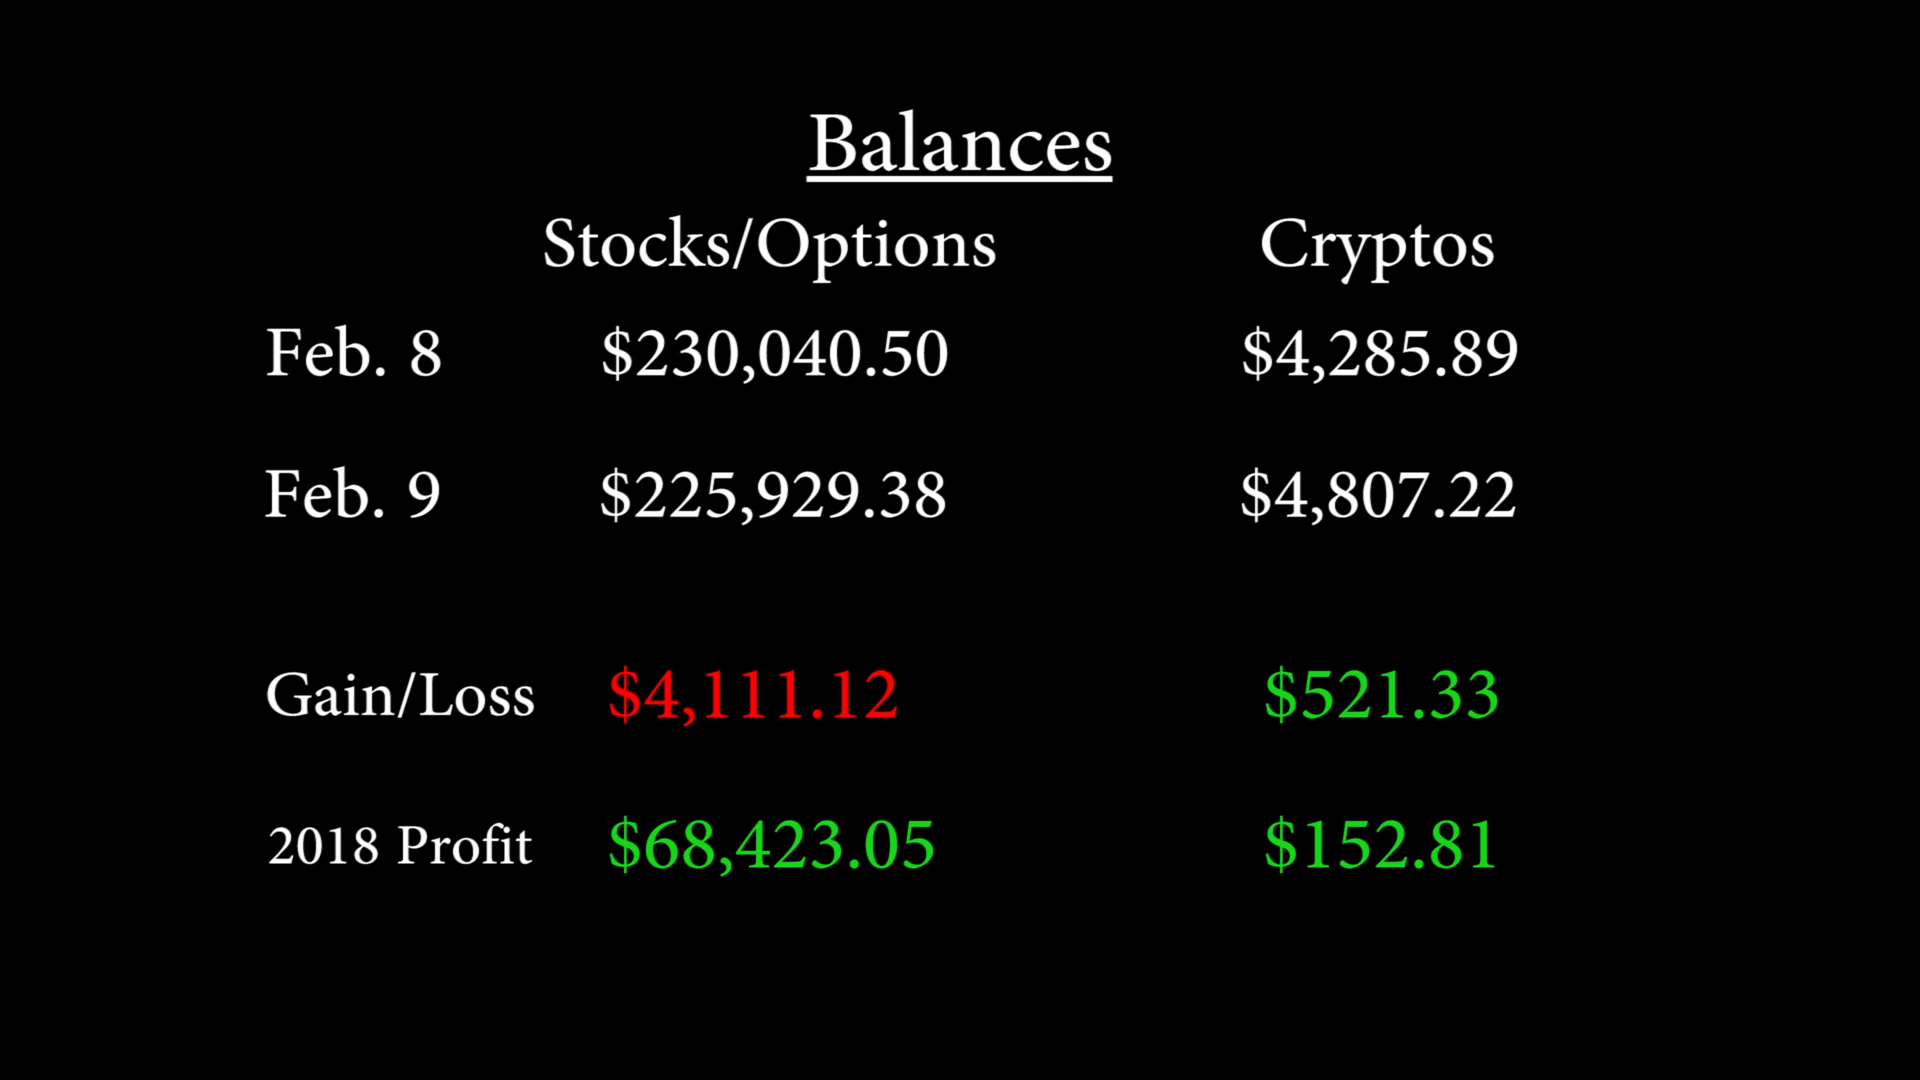 Balances
Stocks/Options Cryptos
Feb. 8 $230,040.50 $4,285.89
Feb. 9 $225,929.38 $4,807.22
Gain/Loss $4,111.12 $521.33
2018 Profit $68,423.05 $152.81